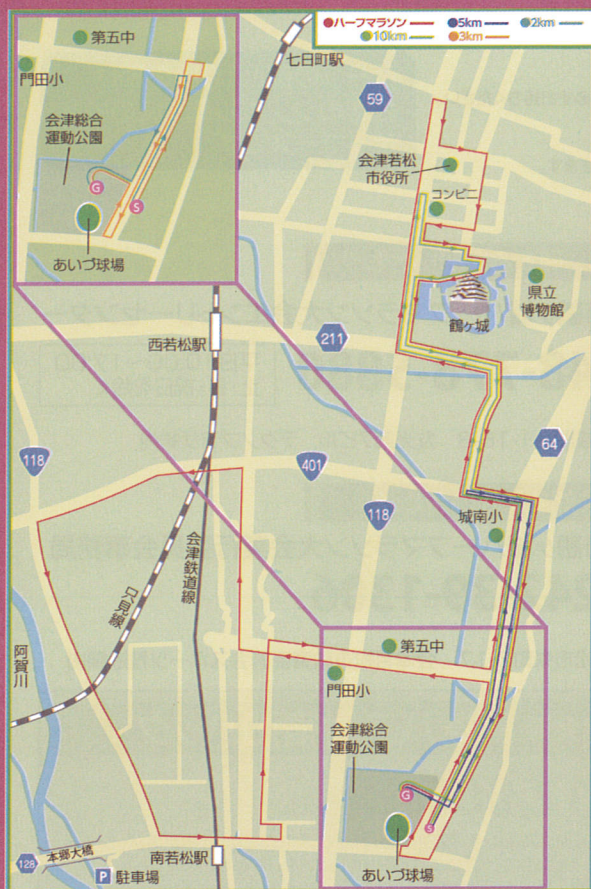 ハーフマラソン
5km
2km
10km
3km
第五中
門田小
会津総合
運動公園
G
S
あいづ球場
七日町駅
59
会津若松
市役所
コンビニ
県立
博物館
鶴ヶ城
西若松駅
211
118
401
64
118
城南小
会津鉄道線
只見線
阿賀川
第五中
門田小
会津総合
運動公園
G
S
あいづ球場
128
本郷大橋
南若松駅
P 駐車場